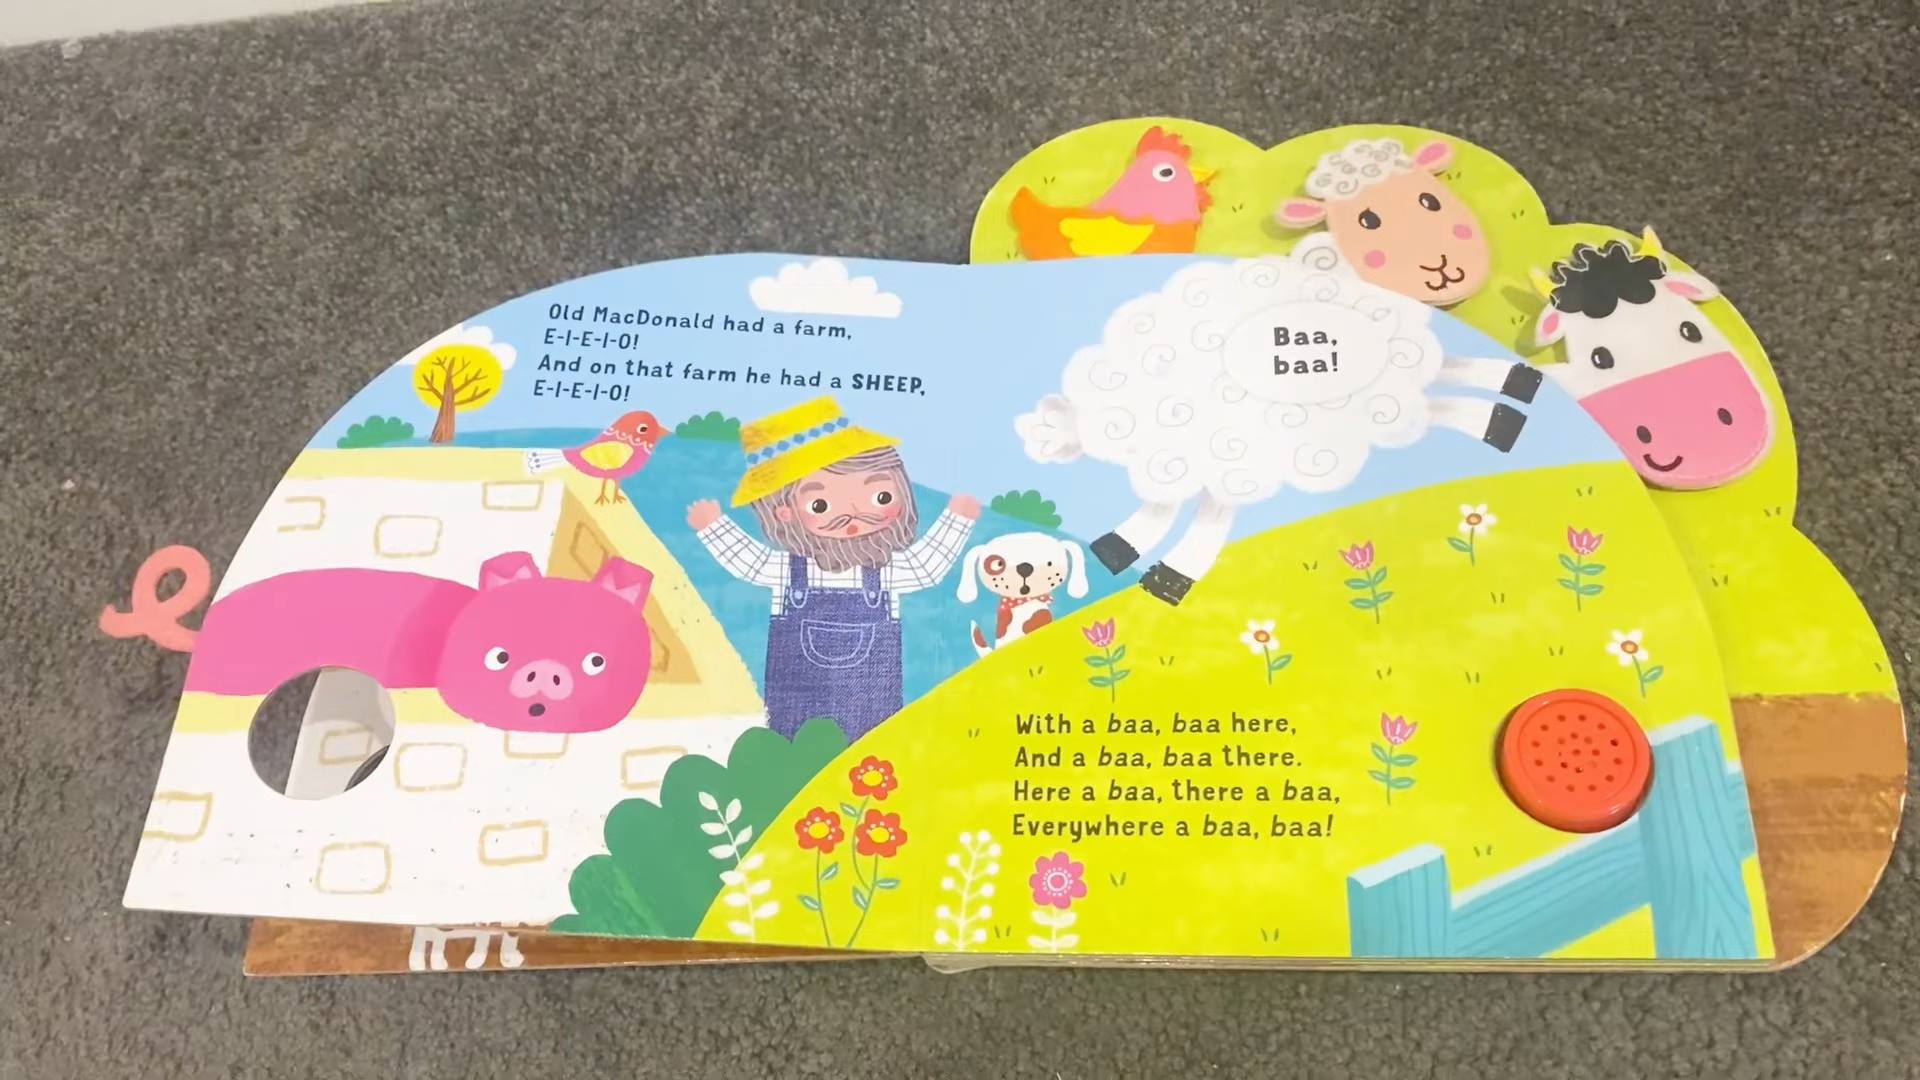 Old MacDonald had a farm,
E-I-E-I-O!
And on that farm he had a SHEEP,
E-I-E-I-O!
Baa,
baa!
With a baa, baa here,
And a baa, baa there.
Here a baa, there a baa,
Everywhere a baa, baa!